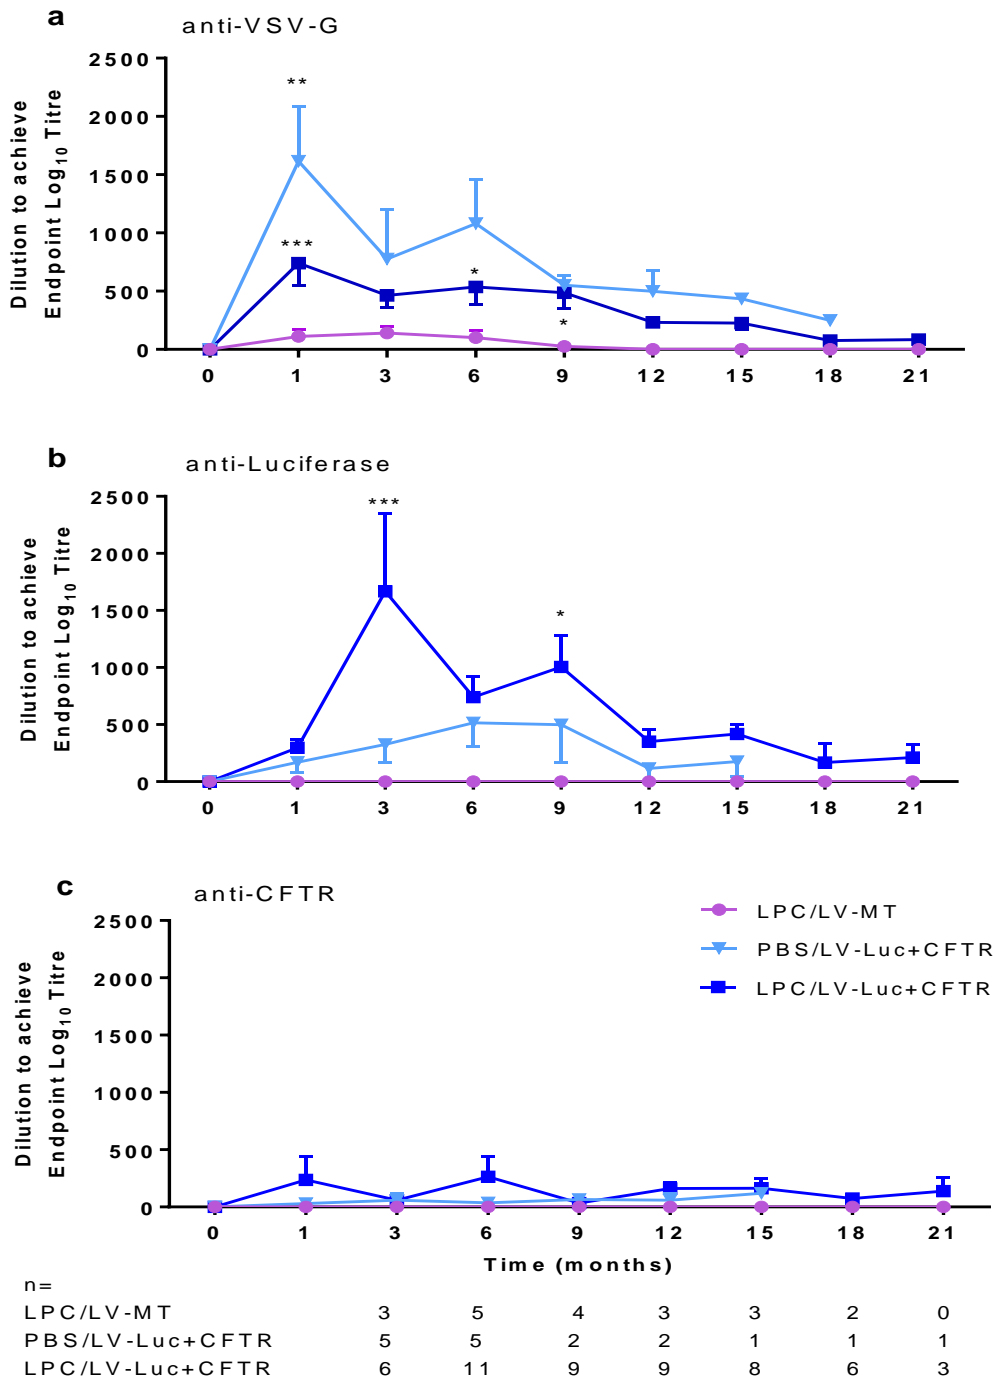 a
anti-VSV-G
Dilution to achieve
Endpoint Log10 Titre
2500
2000
1500
1000
500
0
**
***
*
*
0 1 3 6 9 12 15 18 21
b
anti-Luciferase
Dilution to achieve
Endpoint Log10 Titre
2500
2000
1500
1000
500
0
***
*
0 1 3 6 9 12 15 18 21
c
anti-CFTR
Dilution to achieve
Endpoint Log10 Titre
2500
2000
1500
1000
500
0
LPC/LV-MT
PBS/LV-Luc+CFTR
LPC/LV-Luc+CFTR
0 1 3 6 9 12 15 18 21
Time (months)
n=
LPC/LV-MT 3 5 4 3 3 2 0
PBS/LV-Luc+CFTR 5 5 2 2 1 1 1
LPC/LV-Luc+CFTR 6 11 9 9 8 6 3